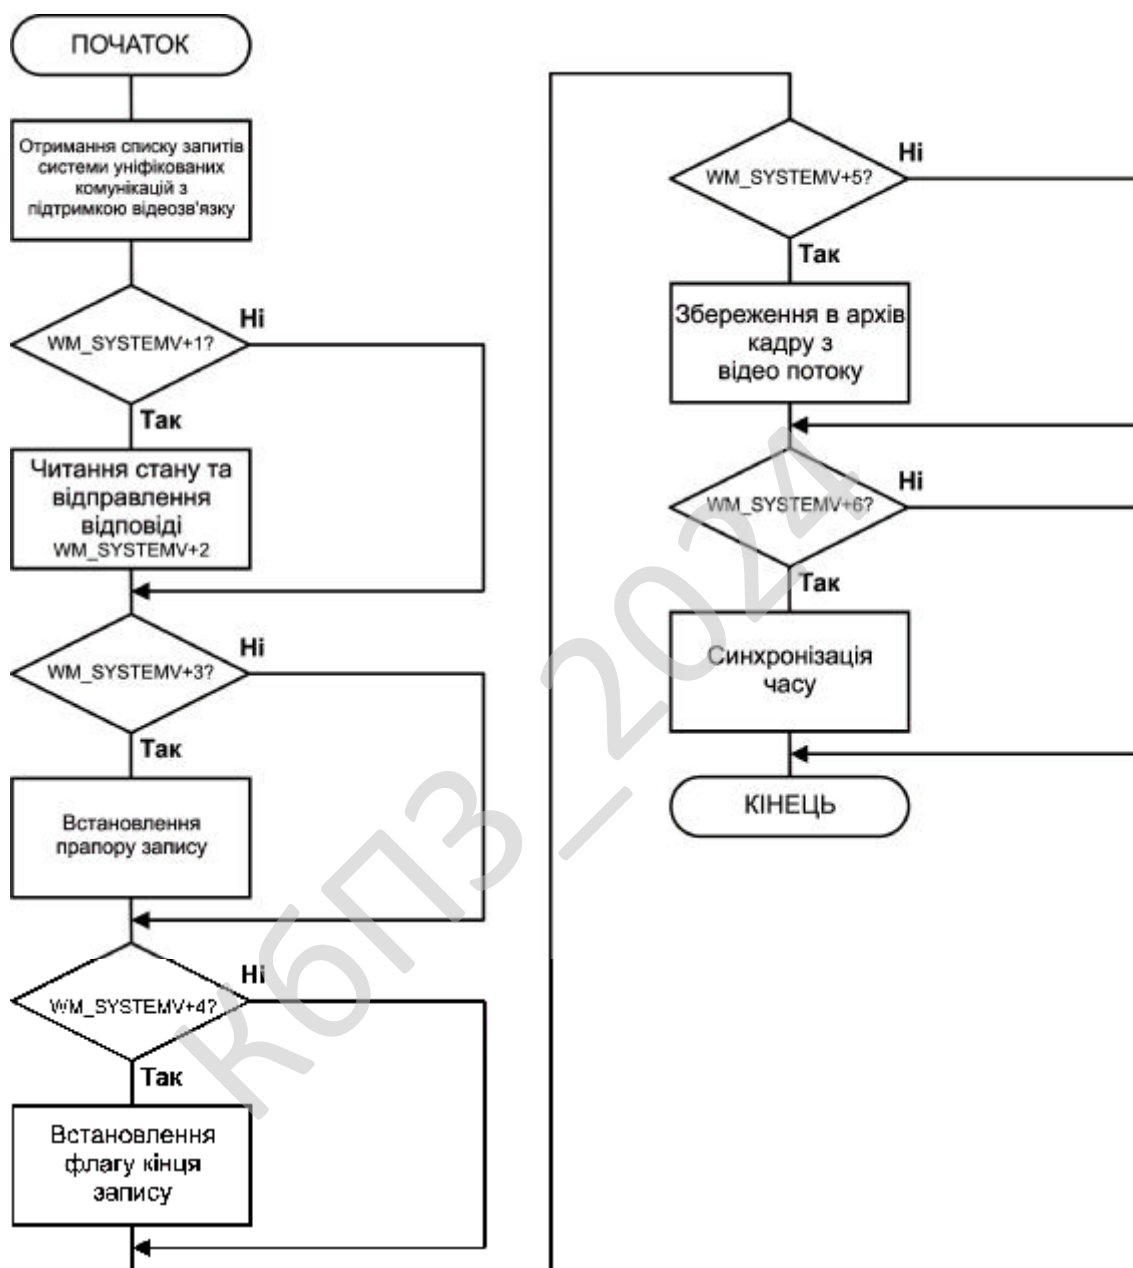 ПОЧАТОК
Отримання списку запитів
системи уніфікованих
комунікацій з
підтримкою відеозв'язку
WM_SYSTEMV+1?
Ні
Так
Читання стану та
відправлення
відповіді
WM_SYSTEMV+2
WM_SYSTEMV+3?
Ні
Так
Встановлення
прапору запису
WM_SYSTEMV+4?
Ні
Так
Встановлення
флагу кінця
запису
WM_SYSTEMV+5?
Ні
Так
Збереження в архів
кадру з
відео потоку
WM_SYSTEMV+6?
Ні
Так
Синхронізація
часу
КІНЕЦЬ
КбПЗ_2024